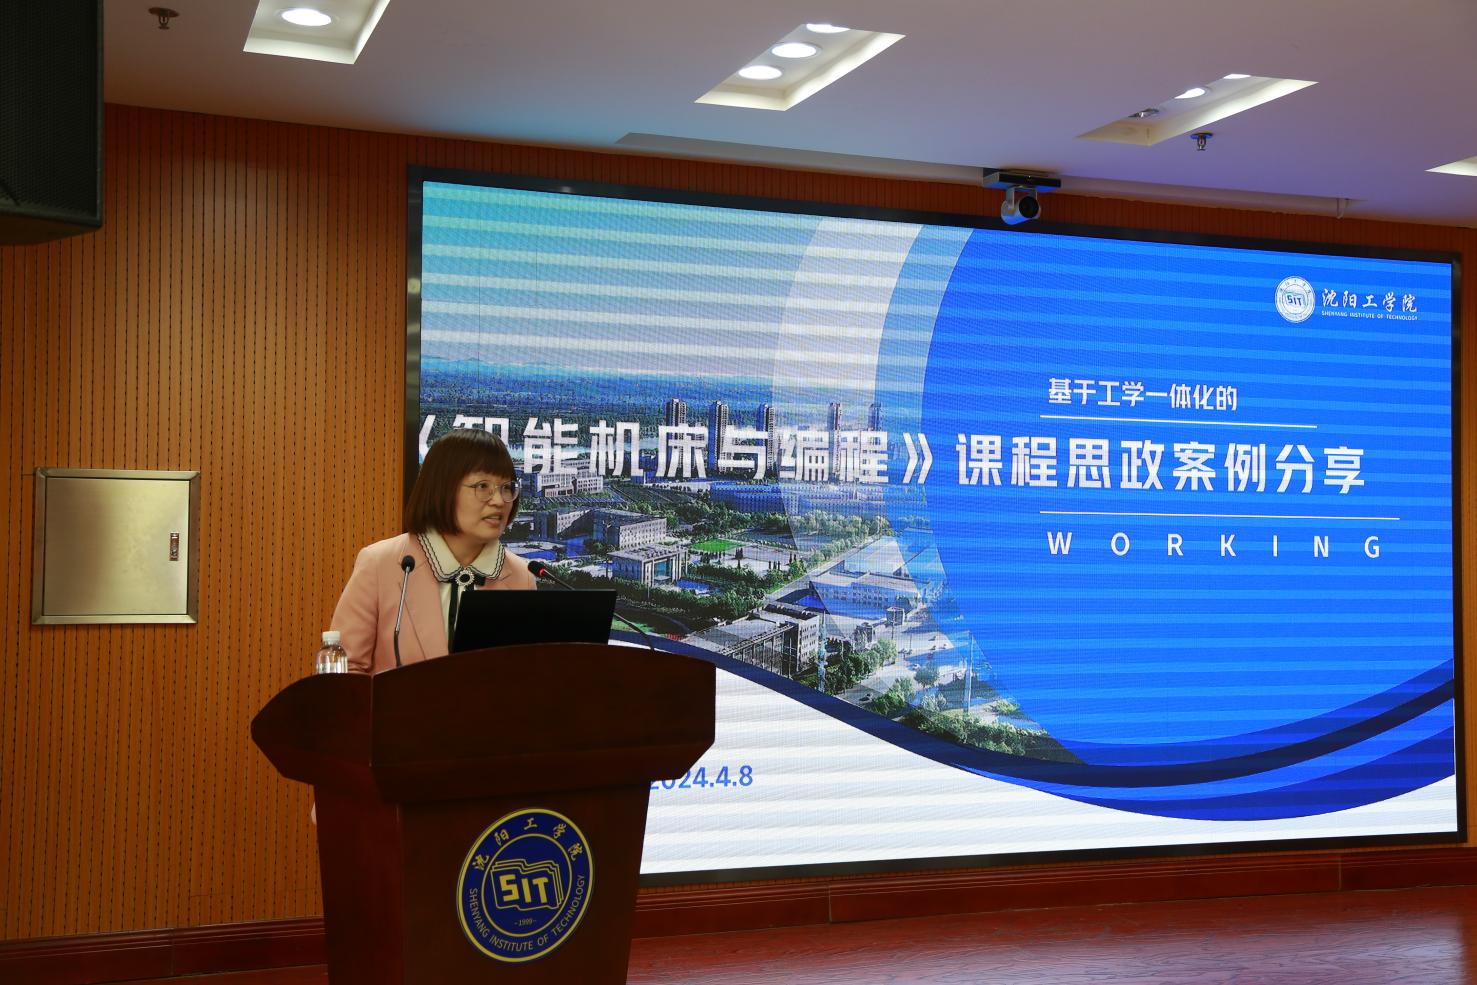 SIT 沈阳工学院
SHENYANG INSTITUTE OF TECHNOLOGY
基于工学一体化的
《智能机床与编程》课程思政案例分享
WORKING
2024.4.8
沈阳工学院
SIT
-1999-
SHENYANG INSTITUTE OF TECHNOLOGY